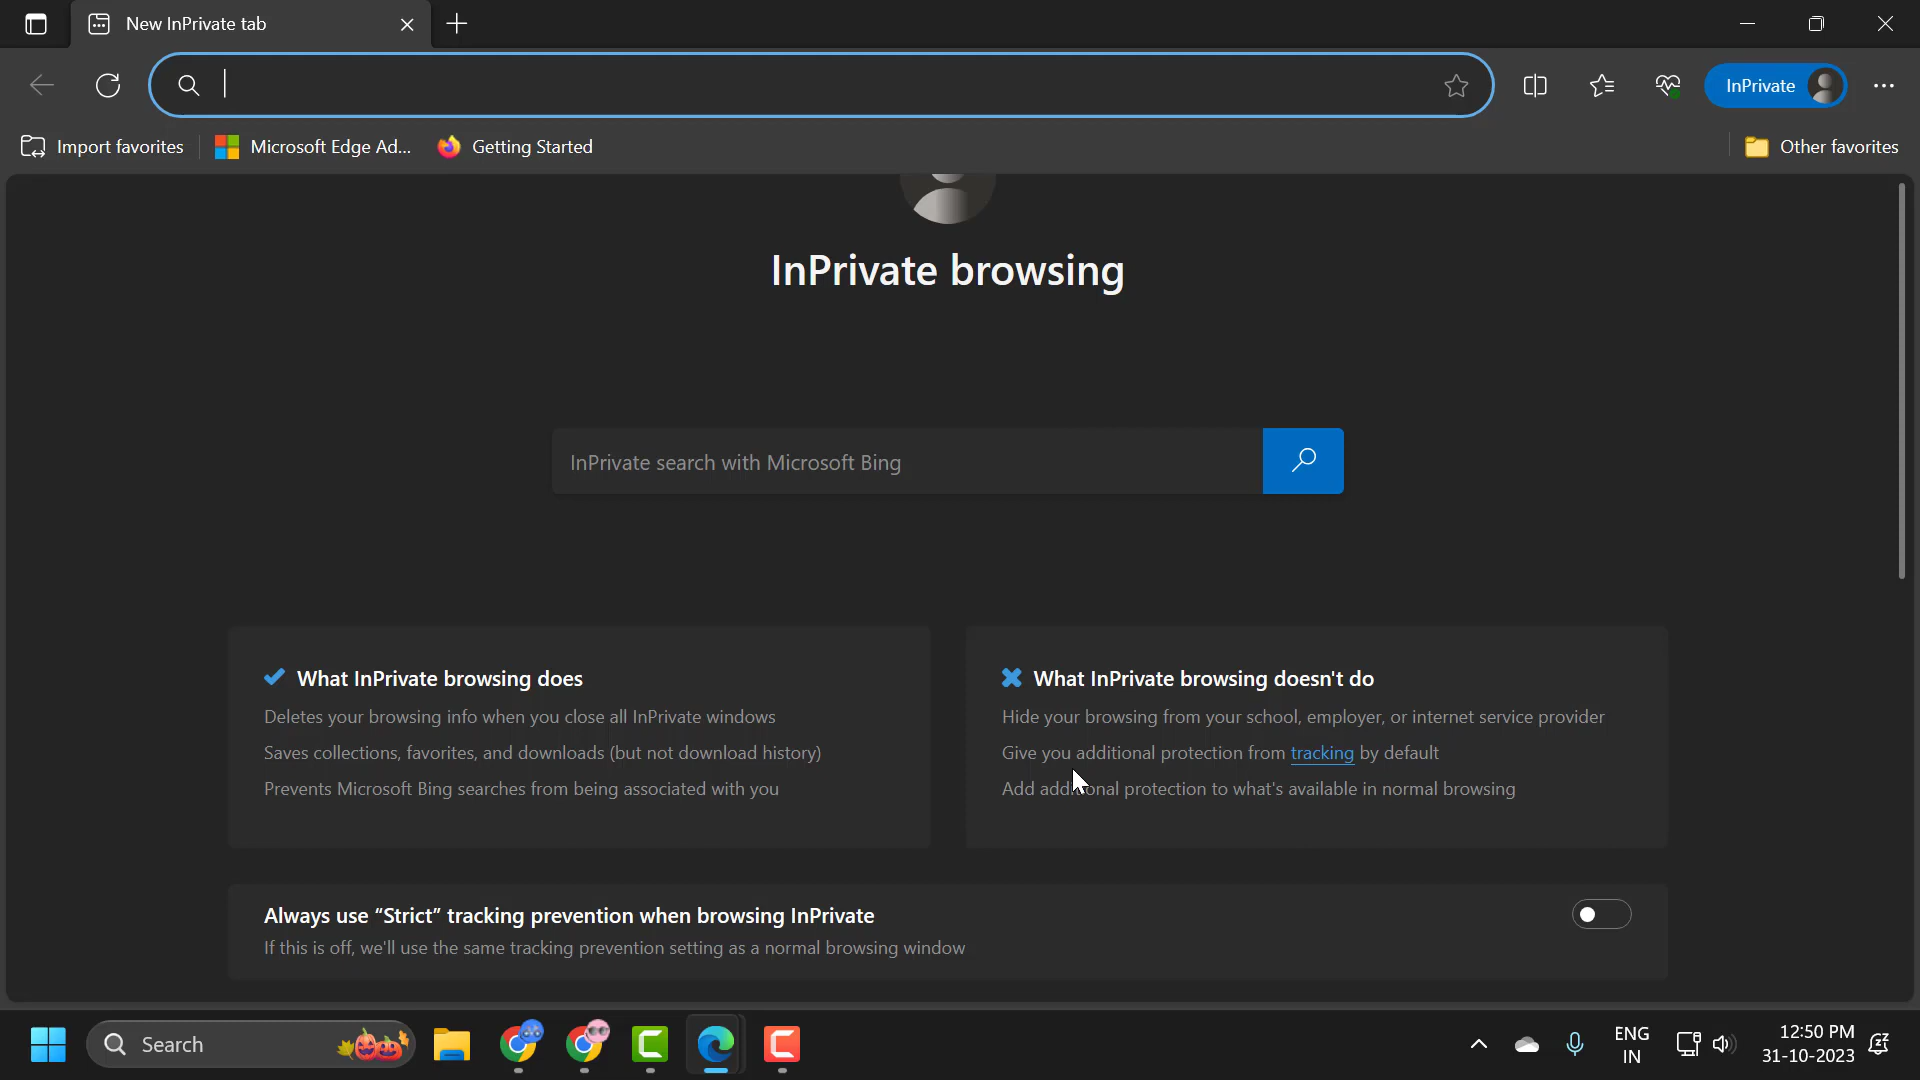 New InPrivate tab
InPrivate
Import favorites
Microsoft Edge Ad...
Getting Started
Other favorites
InPrivate browsing
InPrivate search with Microsoft Bing
What InPrivate browsing does
Deletes your browsing info when you close all InPrivate windows
Saves collections, favorites, and downloads (but not download history)
Prevents Microsoft Bing searches from being associated with you
What InPrivate browsing doesn't do
Hide your browsing from your school, employer, or internet service provider
Give you additional protection from tracking by default
Add additional protection to what's available in normal browsing
Always use “Strict” tracking prevention when browsing InPrivate
If this is off, we'll use the same tracking prevention setting as a normal browsing window
Search
ENG
IN
12:50 PM
31-10-2023